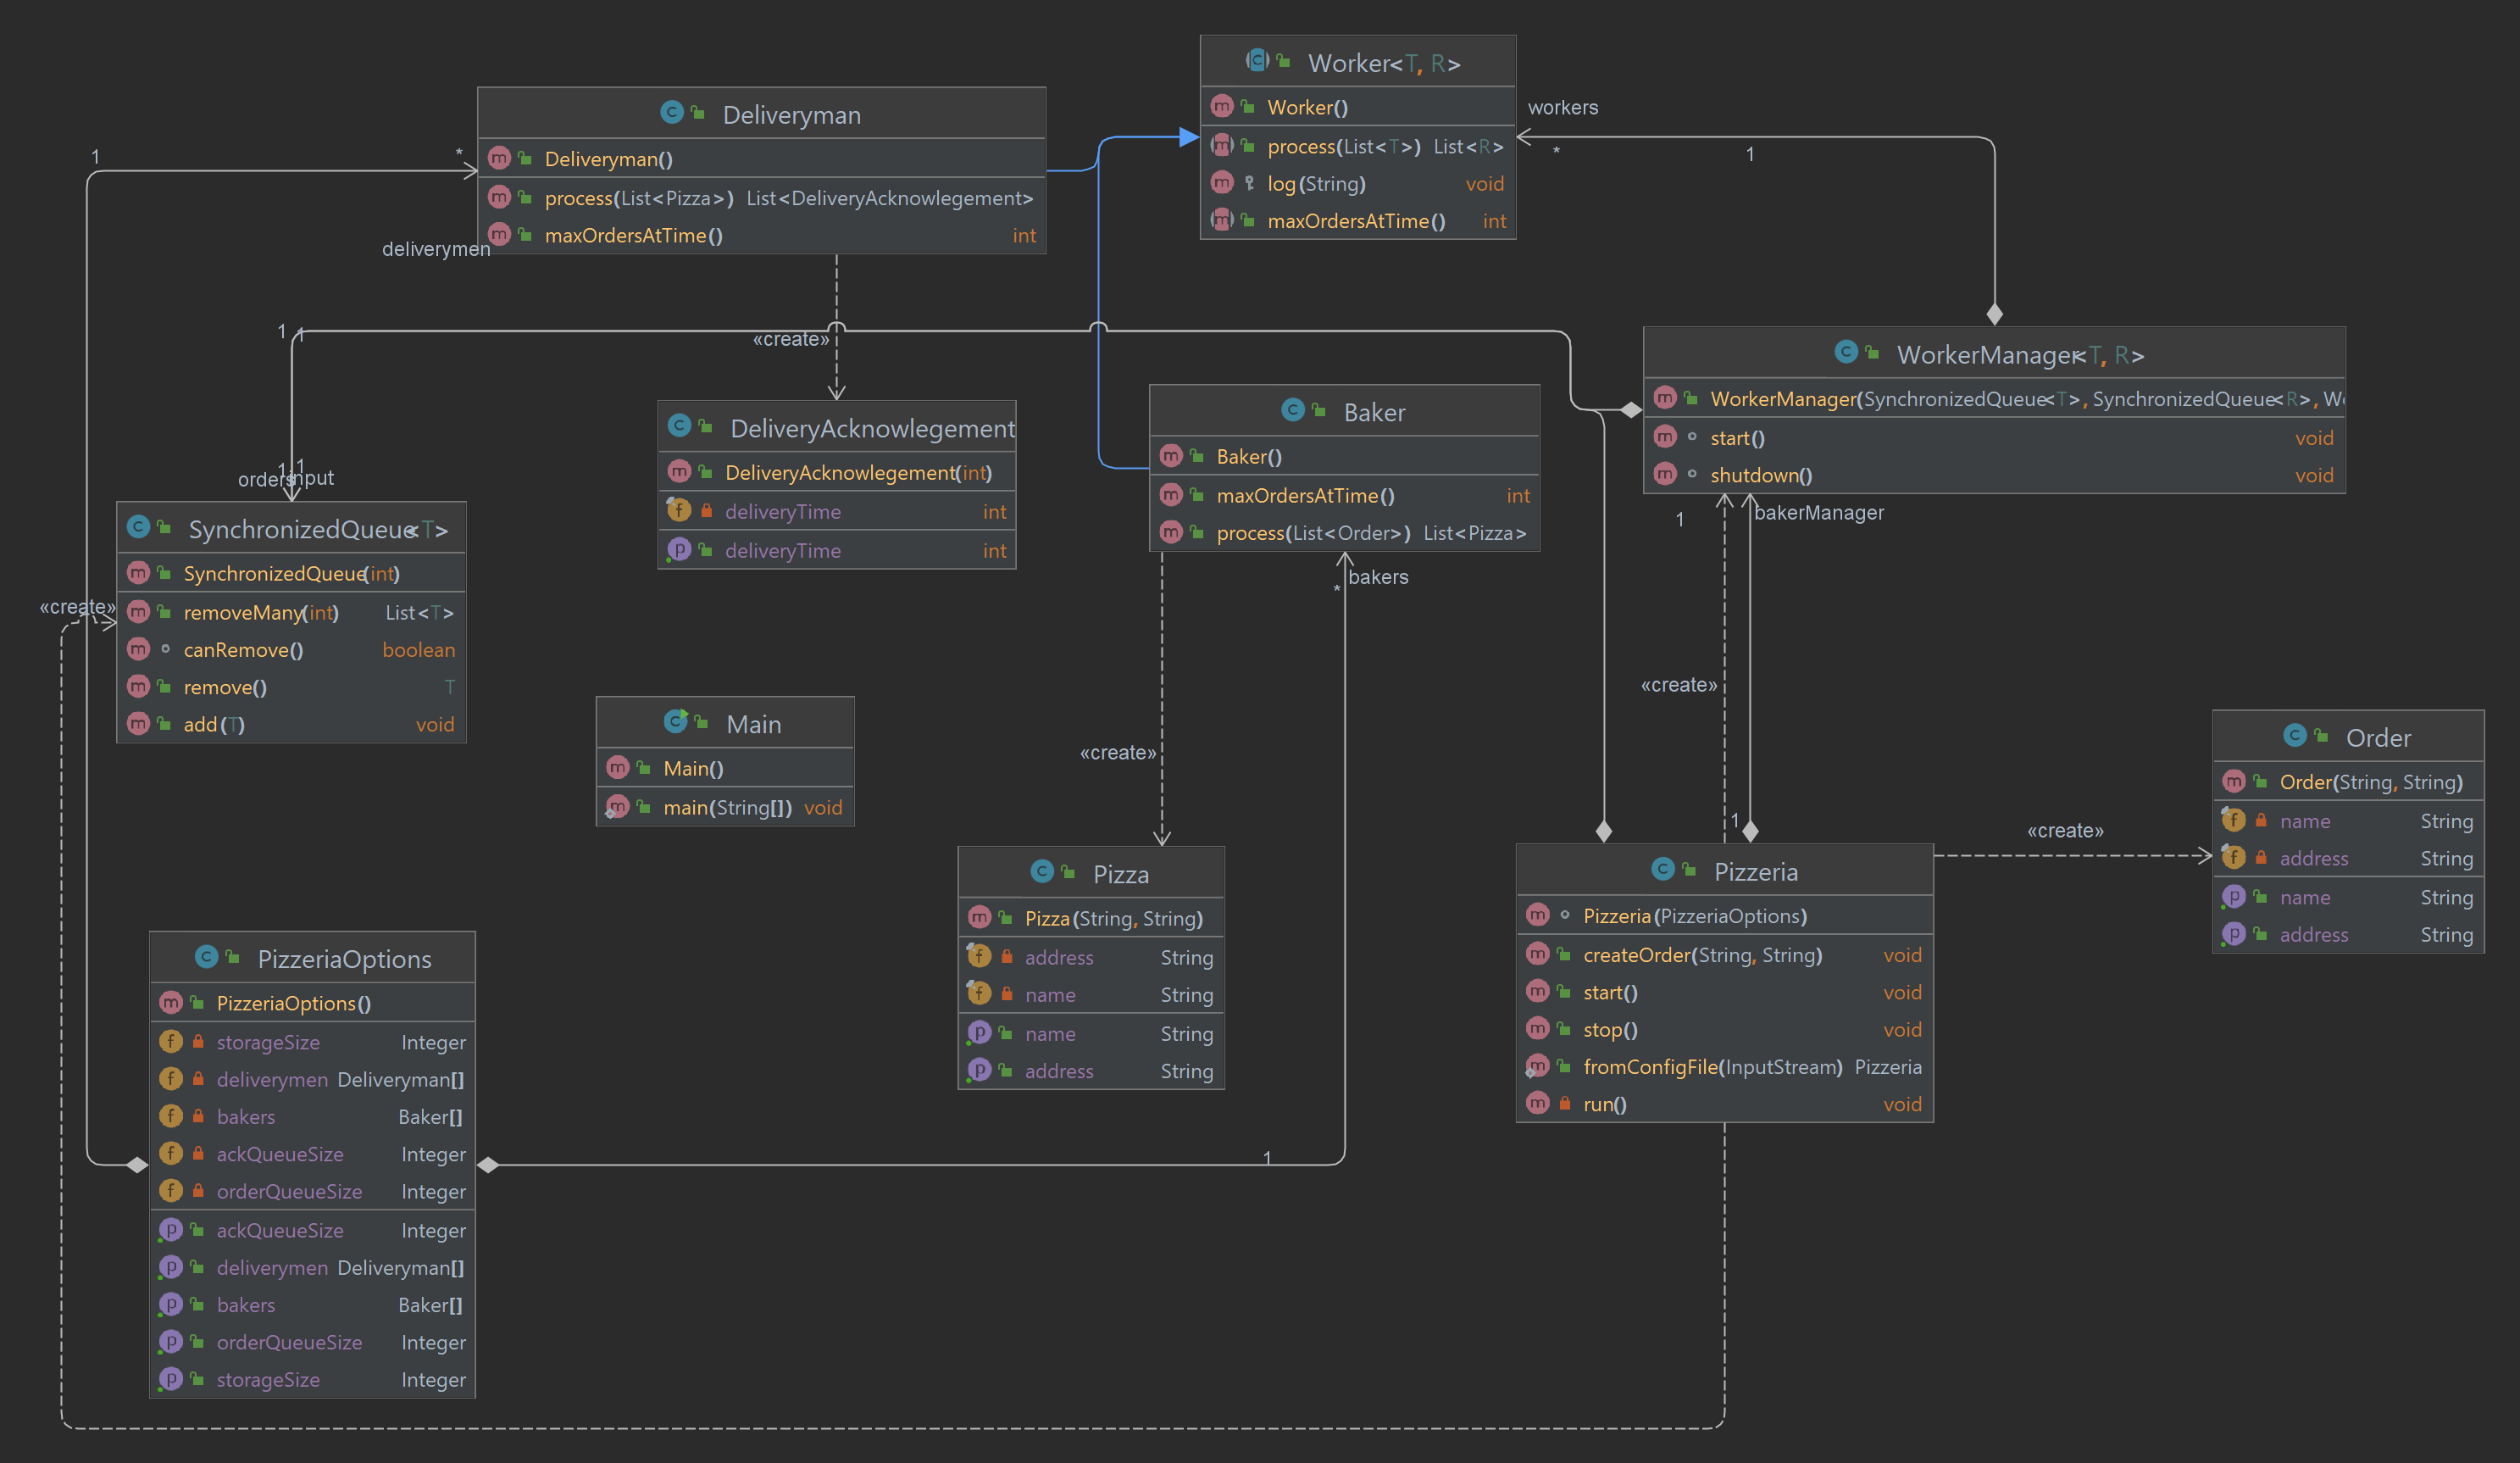 Worker<T, R>
Worker()
process(List<T>) List<R>
log(String) void
maxOrdersAtTime() int
workers
*
1
Deliveryman
Deliveryman()
process(List<Pizza>) List<DeliveryAcknowlegement>
maxOrdersAtTime() int
1
*
deliverymen
«create»
1
1
1
1
orders
input
WorkerManager<T, R>
WorkerManager(SynchronizedQueue<T>, SynchronizedQueue<R>, W
start() void
shutdown() void
1
bakerManager
DeliveryAcknowlegement
DeliveryAcknowlegement(int)
deliveryTime int
deliveryTime int
Baker
Baker()
maxOrdersAtTime() int
process(List<Order>) List<Pizza>
bakers
*
SynchronizedQueue<T>
SynchronizedQueue(int)
removeMany(int) List<T>
canRemove() boolean
remove() T
add(T) void
«create»
Main
Main()
main(String[]) void
«create»
«create»
Order
Order(String, String)
name String
address String
name String
address String
«create»
1
Pizza
Pizza(String, String)
address String
name String
name String
address String
Pizzeria
Pizzeria(PizzeriaOptions)
createOrder(String, String) void
start() void
stop() void
fromConfigFile(InputStream) Pizzeria
run() void
PizzeriaOptions
PizzeriaOptions()
storageSize Integer
deliverymen Deliveryman[]
bakers Baker[]
ackQueueSize Integer
orderQueueSize Integer
ackQueueSize Integer
deliverymen Deliveryman[]
bakers Baker[]
orderQueueSize Integer
storageSize Integer
1